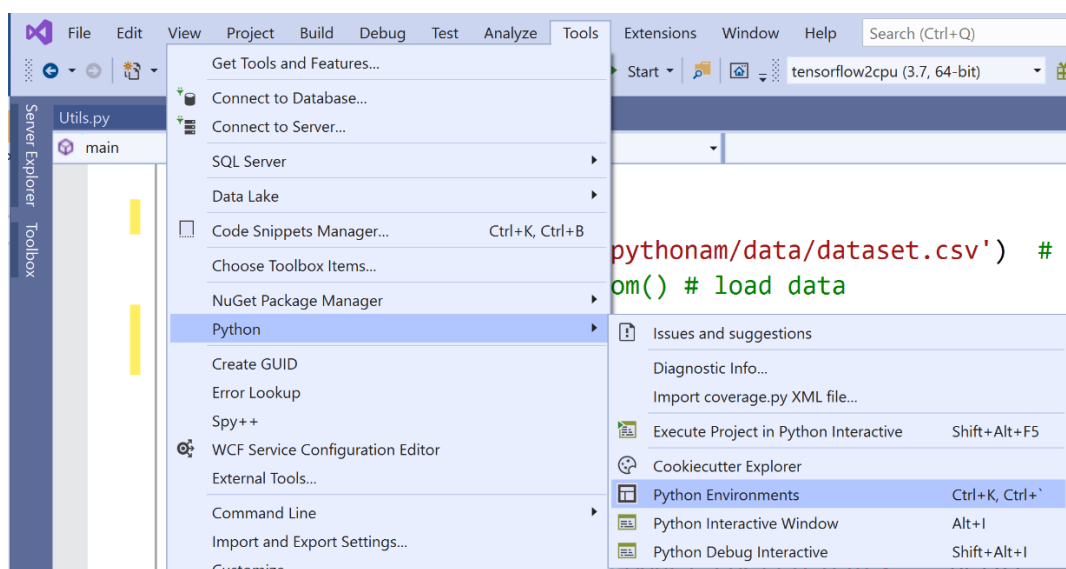 File Edit View Project Build Debug Test Analyze Tools Extensions Window Help Search (Ctrl+Q)
Start tensorflow2cpu (3.7, 64-bit)
Server Explorer
Toolbox
Utils.py
main
pythonam/data/dataset.csv') #
om() # load data
Get Tools and Features...
Connect to Database...
Connect to Server...
SQL Server
Data Lake
Code Snippets Manager... Ctrl+K, Ctrl+B
Choose Toolbox Items...
NuGet Package Manager
Python
Create GUID
Error Lookup
Spy++
WCF Service Configuration Editor
External Tools...
Command Line
Import and Export Settings...
Customize
Issues and suggestions
Diagnostic Info...
Import coverage.py XML file...
Execute Project in Python Interactive Shift+Alt+F5
Cookiecutter Explorer
Python Environments Ctrl+K, Ctrl+`
Python Interactive Window Alt+I
Python Debug Interactive Shift+Alt+I